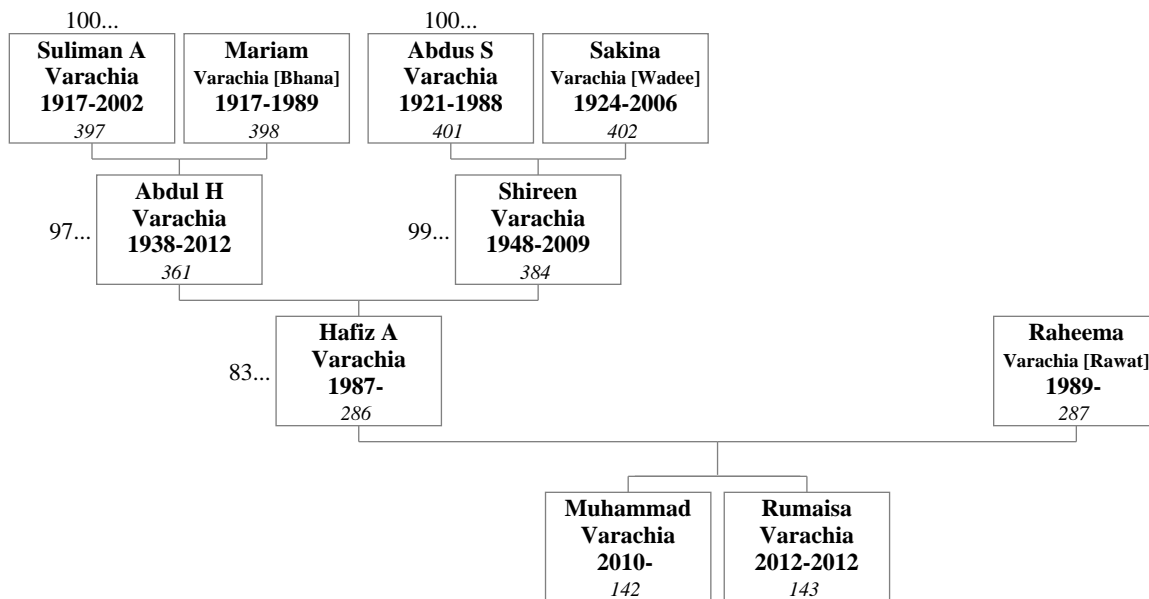 100...
Suliman A
Varachia
1917-2002
397
Mariam
Varachia [Bhana]
1917-1989
398
100...
Abdus S
Varachia
1921-1988
401
Sakina
Varachia [Wadee]
1924-2006
402
97...
Abdul H
Varachia
1938-2012
361
99...
Shireen
Varachia
1948-2009
384
83...
Hafiz A
Varachia
1987-
286
Raheema
Varachia [Rawat]
1989-
287
Muhammad
Varachia
2010-
142
Rumaisa
Varachia
2012-2012
143